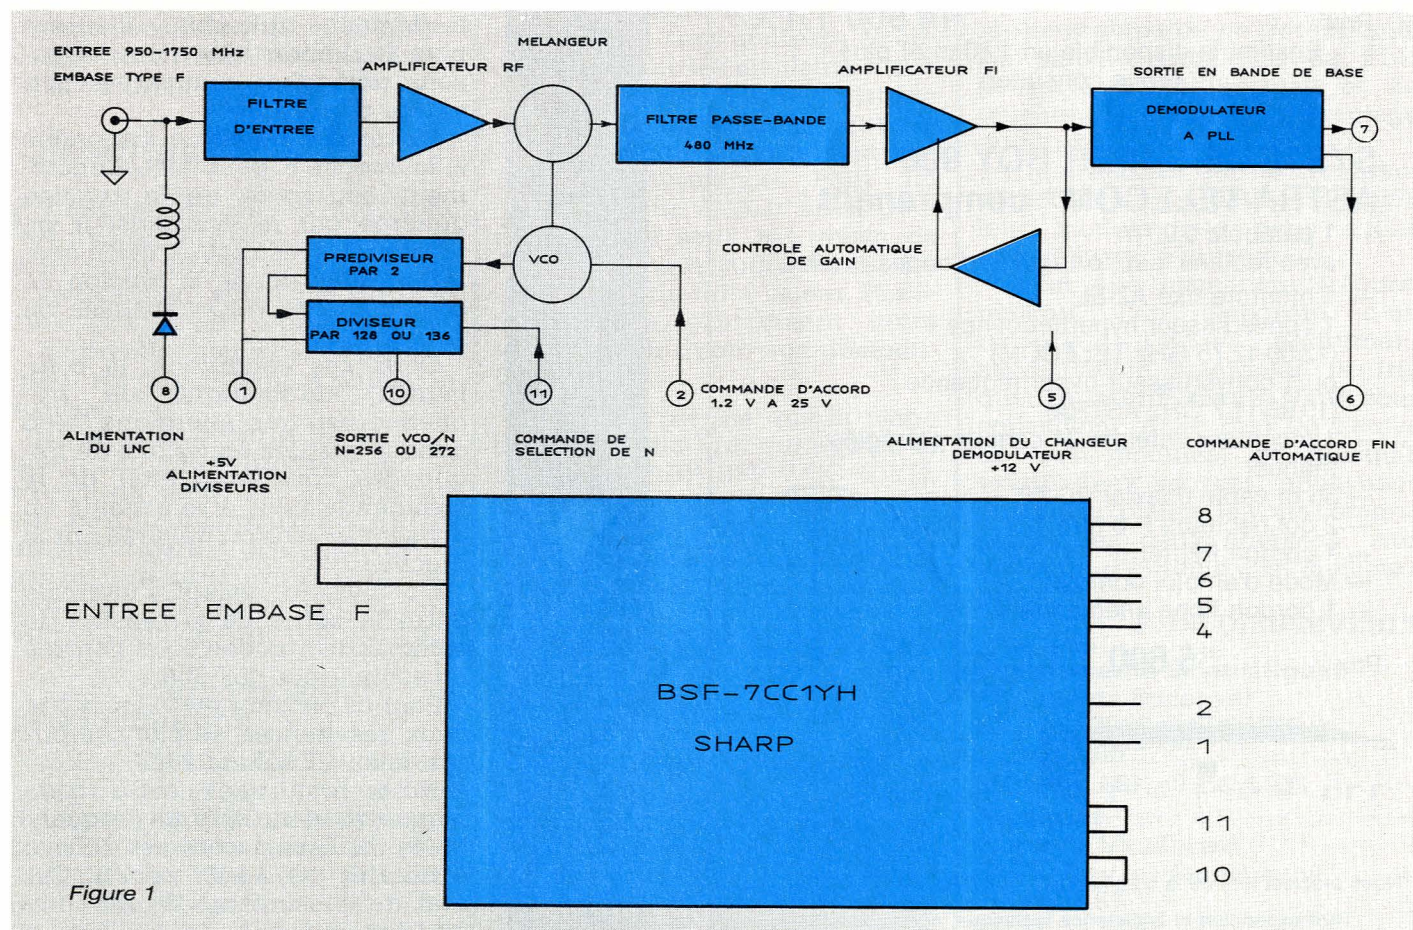 ENTREE 950-1750 MHz
EMBASE TYPE F
AMPLIFICATEUR RF
MELANGEUR
AMPLIFICATEUR FI
SORTIE EN BANDE DE BASE
FILTRE
D'ENTREE
FILTRE PASSE-BANDE
480 MHz
DEMODULATEUR
A PLL
7
PREDIVISEUR
PAR 2
VCO
CONTROLE AUTOMATIQUE
DE GAIN
DIVISEUR
PAR 128 OU 136
8
1
10
11
2
COMMANDE D'ACCORD
1.2 V A 25 V
5
6
ALIMENTATION
DU LNC
+5V
ALIMENTATION
DIVISEURS
SORTIE VCO/N
N=256 OU 272
COMMANDE DE
SELECTION DE N
ALIMENTATION DU CHANGEUR
DEMODULATEUR
+12 V
COMMANDE D'ACCORD FIN
AUTOMATIQUE
ENTREE EMBASE F
BSF-7CC1YH
SHARP
8
7
6
5
4
2
1
11
10
Figure 1